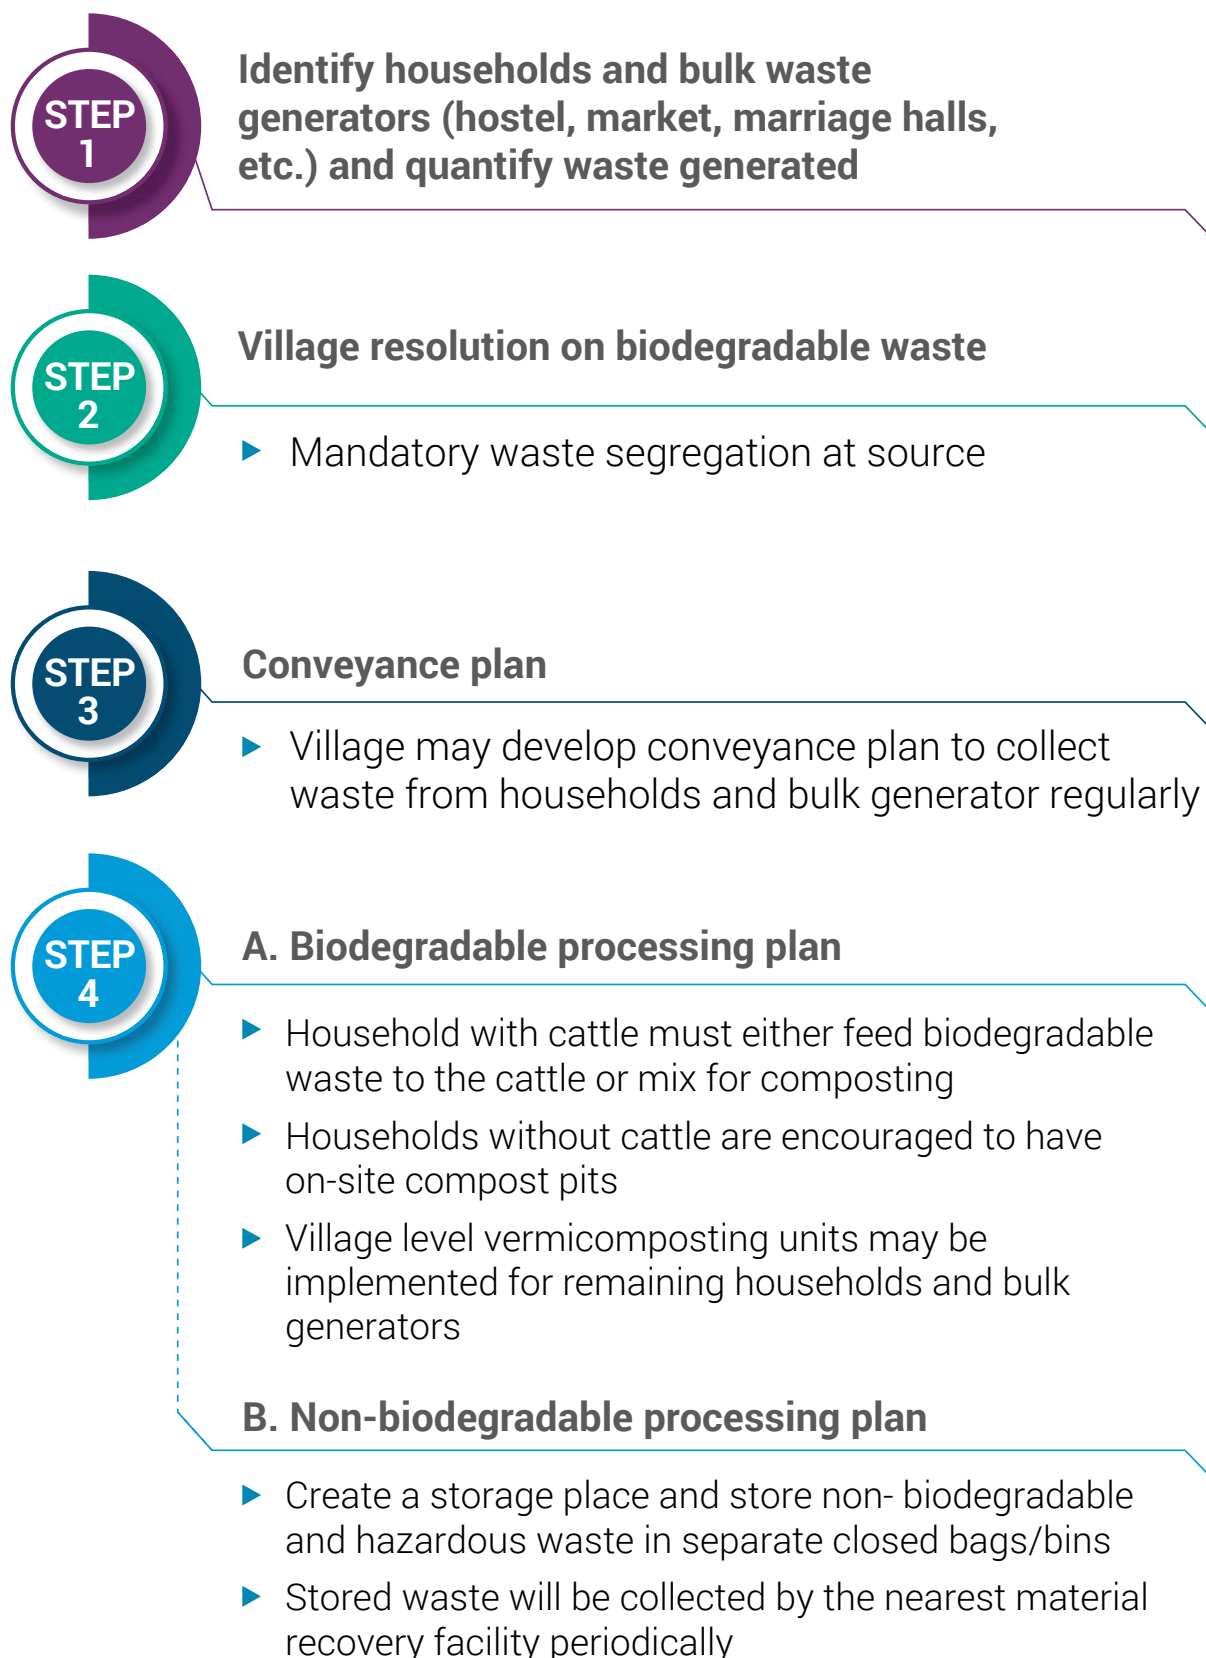 STEP
1
Identify households and bulk waste
generators (hostel, market, marriage halls,
etc.) and quantify waste generated
STEP
2
Village resolution on biodegradable waste
Mandatory waste segregation at source
STEP
3
Conveyance plan
Village may develop conveyance plan to collect
waste from households and bulk generator regularly
STEP
4
A. Biodegradable processing plan
Household with cattle must either feed biodegradable
waste to the cattle or mix for composting
Households without cattle are encouraged to have
on-site compost pits
Village level vermicomposting units may be
implemented for remaining households and bulk
generators
B. Non-biodegradable processing plan
Create a storage place and store non- biodegradable
and hazardous waste in separate closed bags/bins
Stored waste will be collected by the nearest material
recovery facility periodically